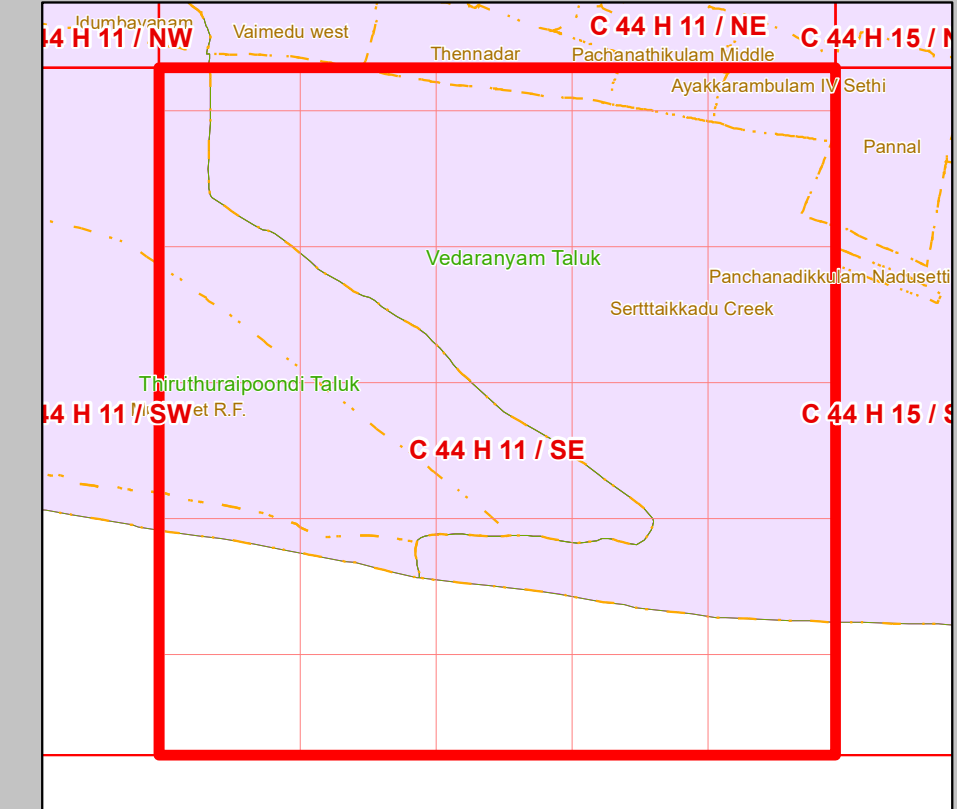 Idumbavanam
44 H 11 / NW
Vaimedu west
Thennadar
C 44 H 11 / NE
Pachanathikulam Middle
C 44 H 15 / N
Ayakkarambulam IV Sethi
Pannal
Vedaranyam Taluk
Panchanadikkulam Nadusetti
Sertttaikkadu Creek
Thiruthuraipoondi Taluk
et R.F.
44 H 11 / SW
C 44 H 15 / S
C 44 H 11 / SE